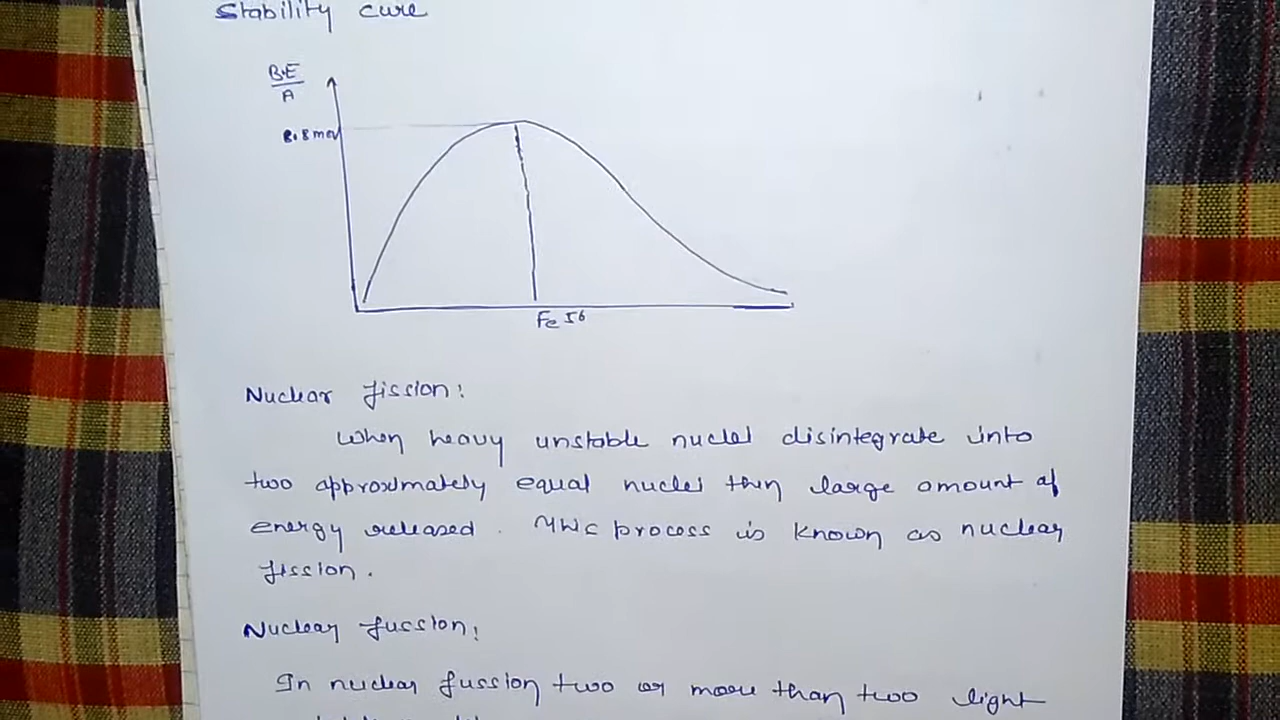 Stability cure
B.E
A
8.8 mev
Fe 56
Nuclear fission:
When heavy unstable nuclei disintegrate into
two approximately equal nuclei then large amount of
energy released. This process is known as nuclear
fission.
Nuclear fussion:
In nuclear fussion two or more than two light